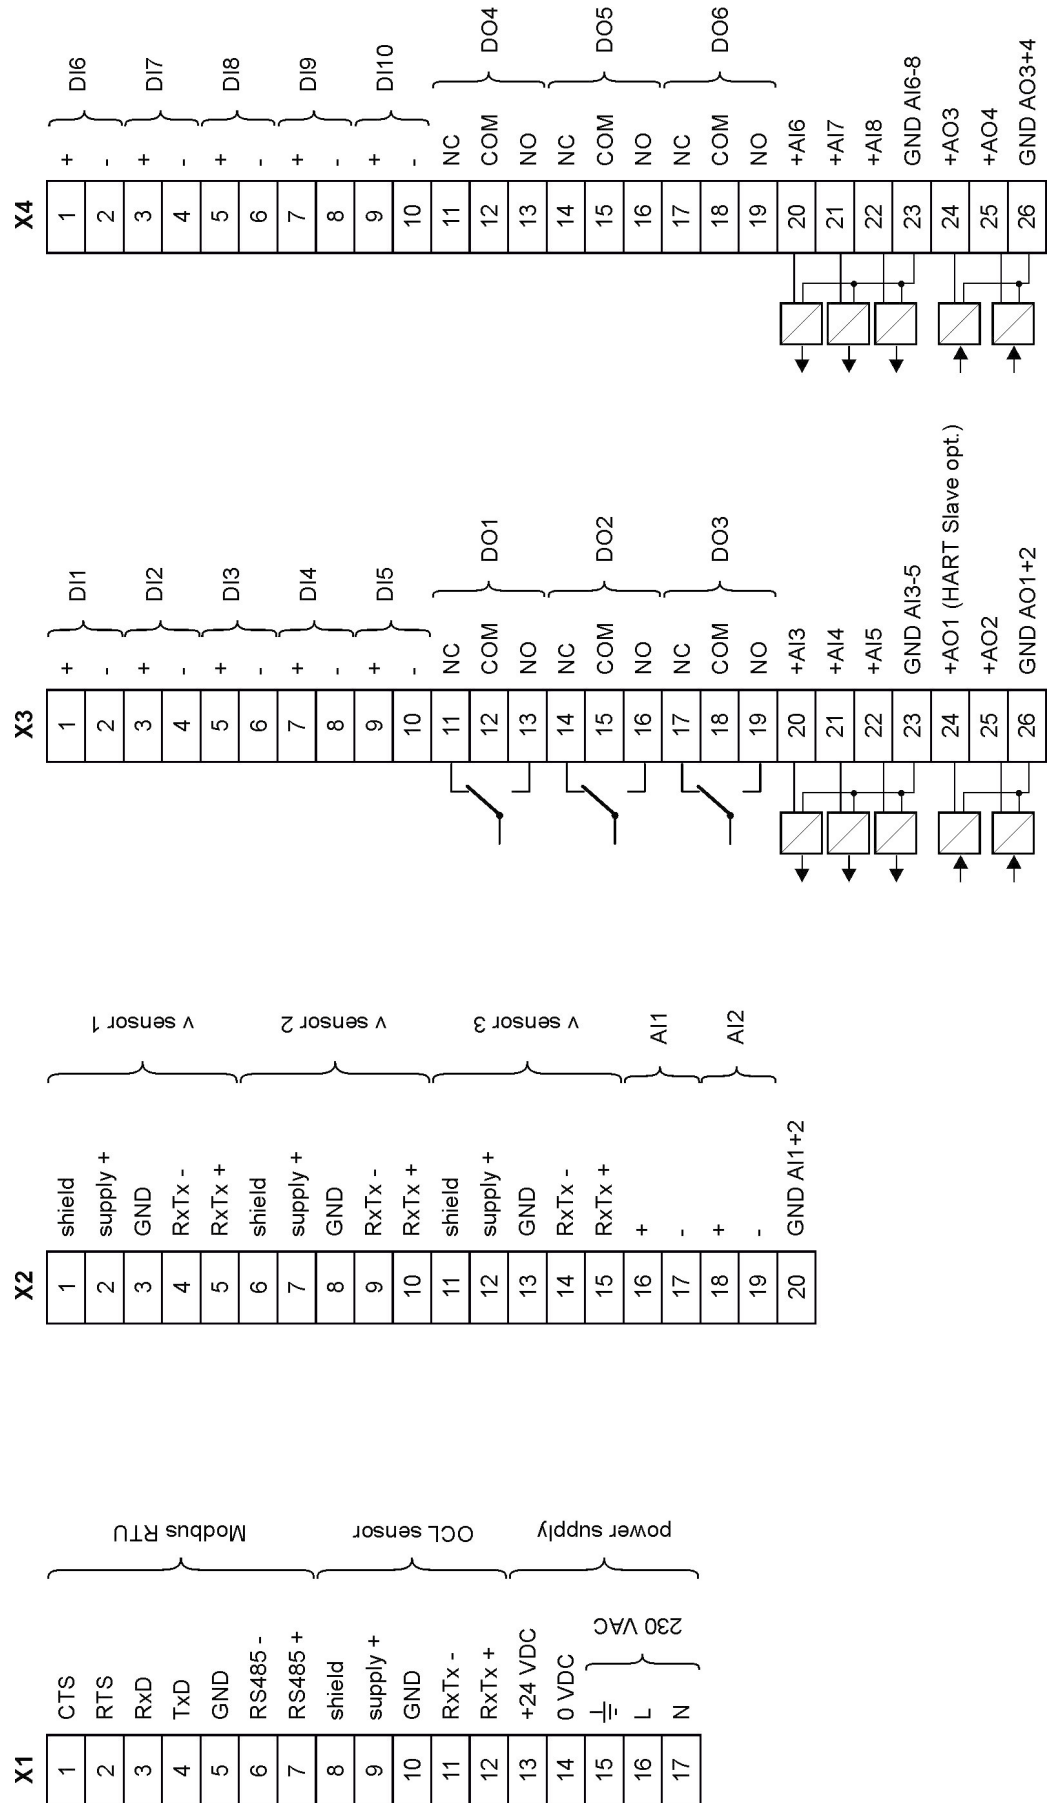 X1
1 CTS
2 RTS
3 RxD
4 TxD
5 GND
6 RS485 -
7 RS485 +
Modbus RTU
8 shield
9 supply +
10 GND
11 RxTx -
12 RxTx +
OCL sensor
13 +24 VDC
14 0 VDC
15
16 L
17 N
230 VAC
power supply
X2
1 shield
2 supply +
3 GND
4 RxTx -
5 RxTx +
v sensor 1
6 shield
7 supply +
8 GND
9 RxTx -
10 RxTx +
v sensor 2
11 shield
12 supply +
13 GND
14 RxTx -
15 RxTx +
v sensor 3
16 +
17 -
AI1
18 +
19 -
AI2
20 GND AI1+2
X3
1 +
2 -
DI1
3 +
4 -
DI2
5 +
6 -
DI3
7 +
8 -
DI4
9 +
10 -
DI5
11 NC
12 COM
13 NO
DO1
14 NC
15 COM
16 NO
DO2
17 NC
18 COM
19 NO
DO3
20 +AI3
21 +AI4
22 +AI5
23 GND AI3-5
24 +AO1 (HART Slave opt.)
25 +AO2
26 GND AO1+2
X4
1 +
2 -
DI6
3 +
4 -
DI7
5 +
6 -
DI8
7 +
8 -
DI9
9 +
10 -
DI10
11 NC
12 COM
13 NO
DO4
14 NC
15 COM
16 NO
DO5
17 NC
18 COM
19 NO
DO6
20 +AI6
21 +AI7
22 +AI8
23 GND AI6-8
24 +AO3
25 +AO4
26 GND AO3+4